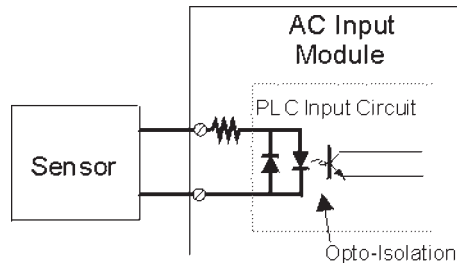 AC Input
Module
PLC Input Circuit
Sensor
Opto-Isolation